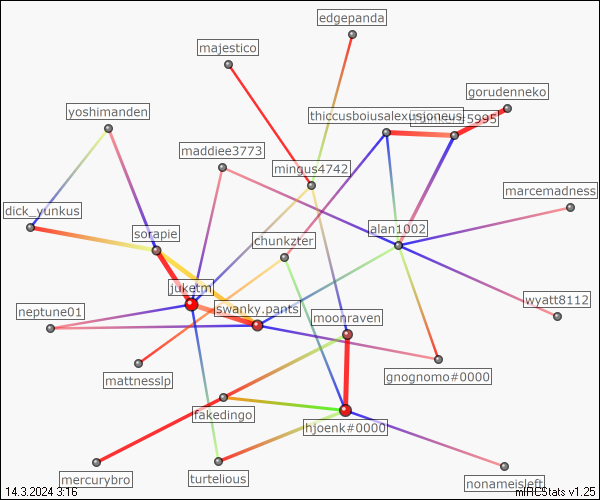 edgepanda
majestico
gorudenneko
yoshimanden
thiccusboiusalexusjoneus
#5995
maddiee3773
mingus4742
marcemadness
dick_yunkus
sorapie
alan1002
chunkzter
juketm
wyatt8112
neptune01
swanky.pants
moonraven
mattnesslp
gnognomo#0000
fakedingo
hjoenk#0000
mercurybro
turtelious
nonameisleft
14.3.2024 3:16
mIRCStats v1.25